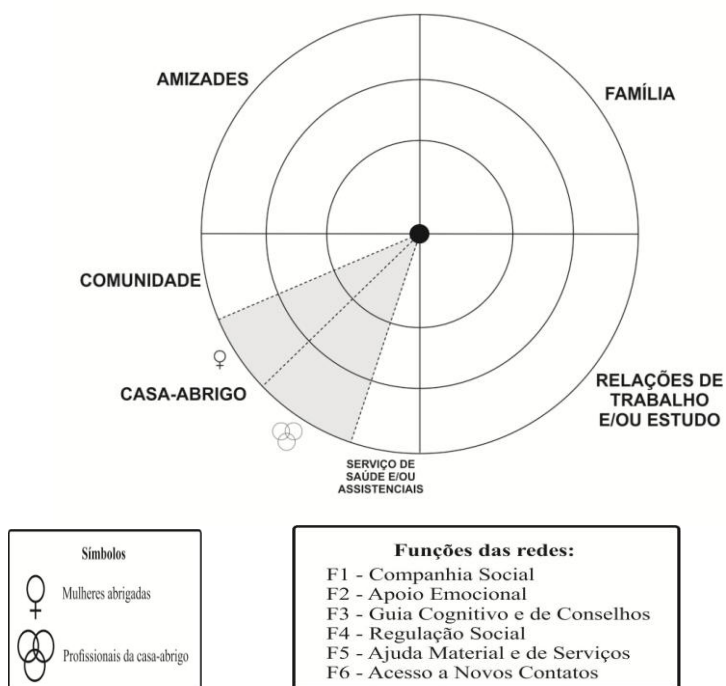 AMIZADES
FAMÍLIA
COMUNIDADE
CASA-ABRIGO
RELAÇÕES DE
TRABALHO
E/OU ESTUDO
SERVIÇO DE
SAÚDE E/OU
ASSISTENCIAIS
Símbolos
Mulheres abrigadas
Profissionais da casa-abrigo
Funções das redes:
F1 - Companhia Social
F2 - Apoio Emocional
F3 - Guia Cognitivo e de Conselhos
F4 - Regulação Social
F5 - Ajuda Material e de Serviços
F6 - Acesso a Novos Contatos